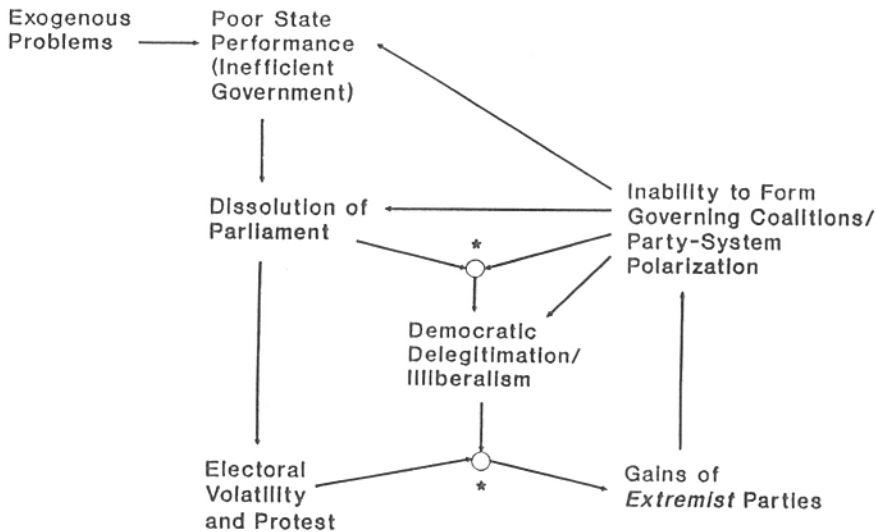 Exogenous
Problems
Poor State
Performance
(Inefficient
Government)
Dissolution of
Parliament
Inability to Form
Governing Coalitions/
Party-System
Polarization
*
Democratic
Delegitimation/
Illiberalism
Electoral
Volatility
and Protest
*
Gains of
Extremist Parties